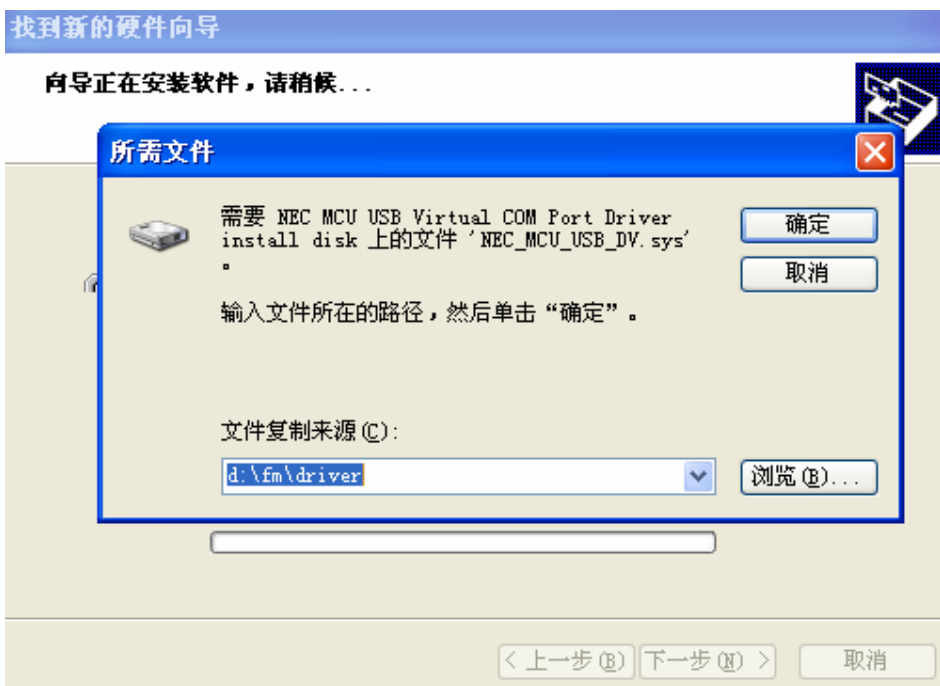 找到新的硬件向导
向导正在安装软件，请稍候...
所需文件
需要 NEC MCU USB Virtual COM Port Driver
install disk 上的文件 'NEC_MCU_USB_DV.sys'
。
确定
取消
输入文件所在的路径，然后单击“确定”。
文件复制来源(C):
d:\fm\driver
浏览(B)...
< 上一步(B)
下一步(N) >
取消